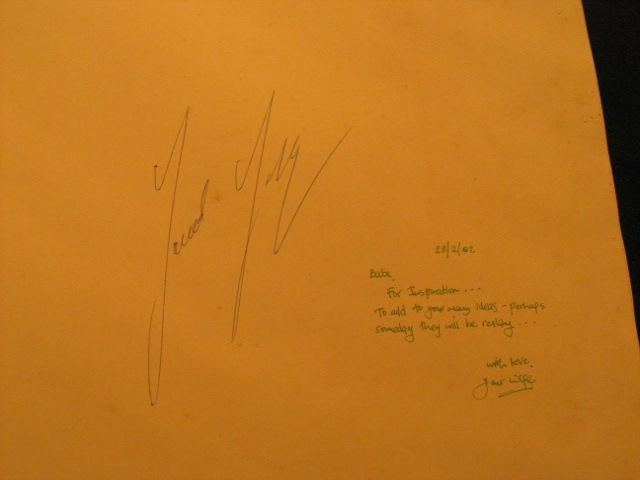 28/2/02
Babe,
For Inspiration...
To add to your many ideas - perhaps
someday they will be reality...
with love,
Your Wife